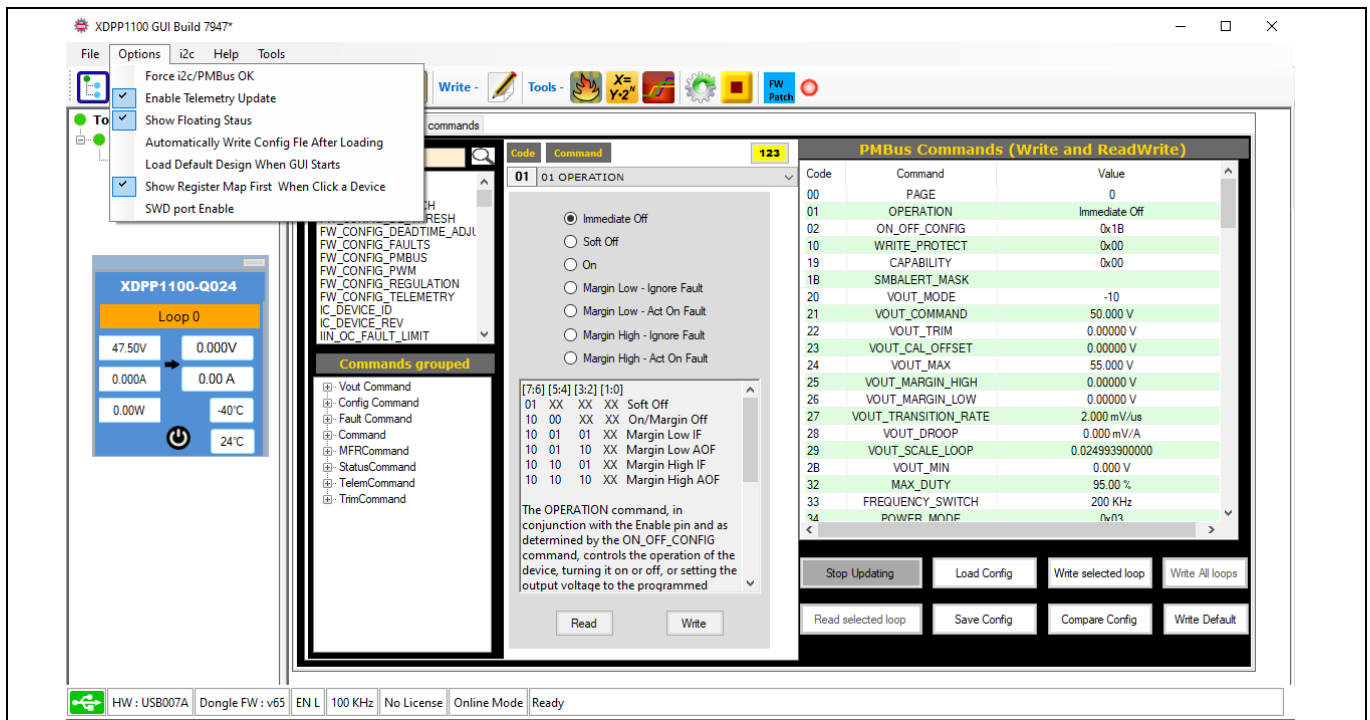 XDPP1100 GUI Build 7947*
File Options i2c Help Tools
Force i2c/PMBus OK
Enable Telemetry Update
Show Floating Staus
Automatically Write Config Fle After Loading
Load Default Design When GUI Starts
Show Register Map First When Click a Device
SWD port Enable
Write - Tools - X= Y·2ᴺ FW Patch
To
commands
XDPP1100-Q024
Loop 0
47.50V 0.000V
0.000A 0.00 A
0.00W -40°C
24°C
FW_CONFIG_DEADTIME_ADJU
FW_CONFIG_FAULTS
FW_CONFIG_PMBUS
FW_CONFIG_PWM
FW_CONFIG_REGULATION
FW_CONFIG_TELEMETRY
IC_DEVICE_ID
IC_DEVICE_REV
IIN_OC_FAULT_LIMIT
Commands grouped
Vout Command
Config Command
Fault Command
Command
MFRCommand
StatusCommand
TelemCommand
TrimCommand
Code Command 123
01 01 OPERATION
Immediate Off
Soft Off
On
Margin Low - Ignore Fault
Margin Low - Act On Fault
Margin High - Ignore Fault
Margin High - Act On Fault
[7:6] [5:4] [3:2] [1:0]
01 XX XX XX Soft Off
10 00 XX XX On/Margin Off
10 01 01 XX Margin Low IF
10 01 10 XX Margin Low AOF
10 10 01 XX Margin High IF
10 10 10 XX Margin High AOF
The OPERATION command, in
conjunction with the Enable pin and as
determined by the ON_OFF_CONFIG
command, controls the operation of the
device, turning it on or off, or setting the
output voltage to the programmed
Read Write
PMBus Commands (Write and ReadWrite)
Code Command Value
00 PAGE 0
01 OPERATION Immediate Off
02 ON_OFF_CONFIG 0x1B
10 WRITE_PROTECT 0x00
19 CAPABILITY 0x00
1B SMBALERT_MASK
20 VOUT_MODE -10
21 VOUT_COMMAND 50.000 V
22 VOUT_TRIM 0.00000 V
23 VOUT_CAL_OFFSET 0.00000 V
24 VOUT_MAX 55.000 V
25 VOUT_MARGIN_HIGH 0.00000 V
26 VOUT_MARGIN_LOW 0.00000 V
27 VOUT_TRANSITION_RATE 2.000 mV/us
28 VOUT_DROOP 0.000 mV/A
29 VOUT_SCALE_LOOP 0.024993900000
2B VOUT_MIN 0.000 V
32 MAX_DUTY 95.00 %
33 FREQUENCY_SWITCH 200 KHz
34 POWER_MODE 0x03
Stop Updating Load Config Write selected loop Write All loops
Read selected loop Save Config Compare Config Write Default
HW : USB007A Dongle FW : v65 EN L 100 KHz No License Online Mode Ready